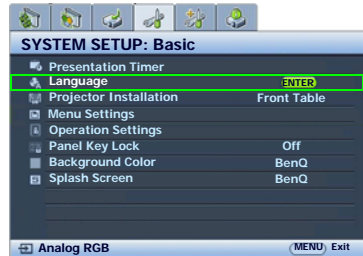 SYSTEM SETUP: Basic
Presentation Timer
Language ENTER
Projector Installation Front Table
Menu Settings
Operation Settings
Panel Key Lock Off
Background Color BenQ
Splash Screen BenQ
Analog RGB MENU Exit